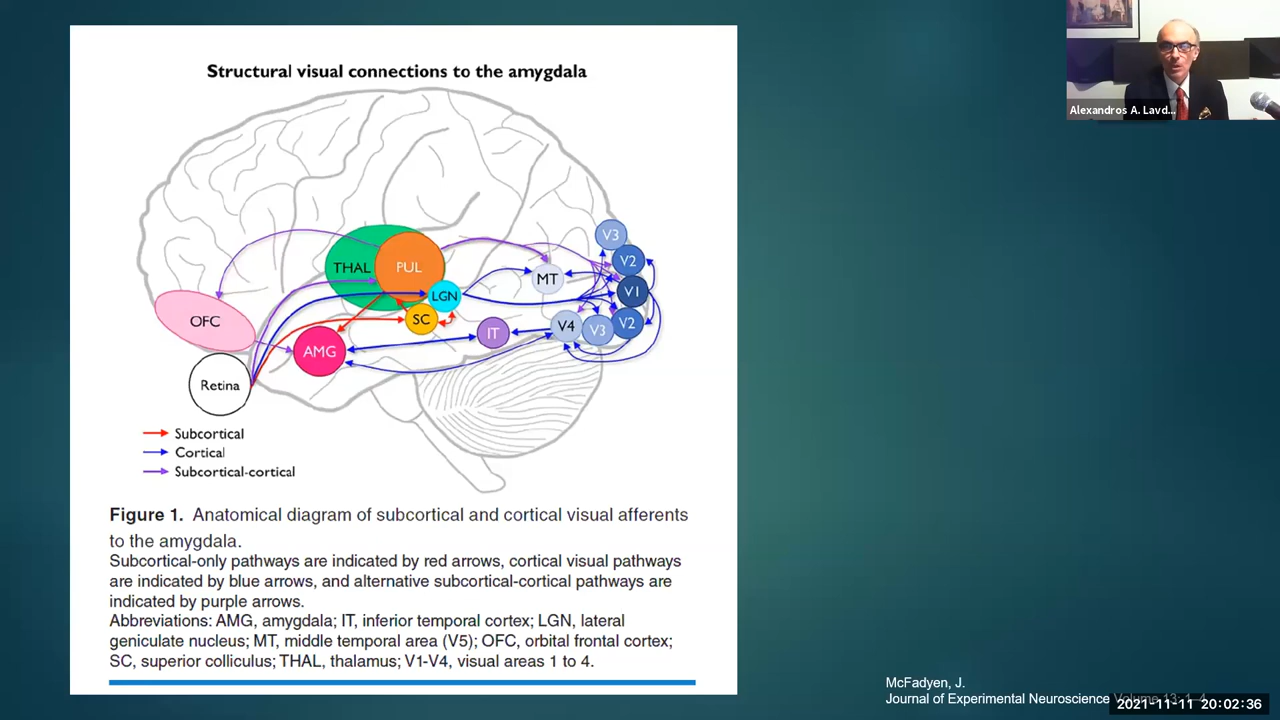 Structural visual connections to the amygdala
V3
V2
THAL
PUL
MT
V1
LGN
OFC
SC
V4
V3
V2
IT
AMG
Retina
Subcortical
Cortical
Subcortical-cortical
Figure 1. Anatomical diagram of subcortical and cortical visual afferents
to the amygdala.
Subcortical-only pathways are indicated by red arrows, cortical visual pathways
are indicated by blue arrows, and alternative subcortical-cortical pathways are
indicated by purple arrows.
Abbreviations: AMG, amygdala; IT, inferior temporal cortex; LGN, lateral
geniculate nucleus; MT, middle temporal area (V5); OFC, orbital frontal cortex;
SC, superior colliculus; THAL, thalamus; V1-V4, visual areas 1 to 4.
Alexandros A. Lavd...
McFadyen, J.
Journal of Experimental Neuroscience Volume 13: 1–4
2021-11-11 20:02:36